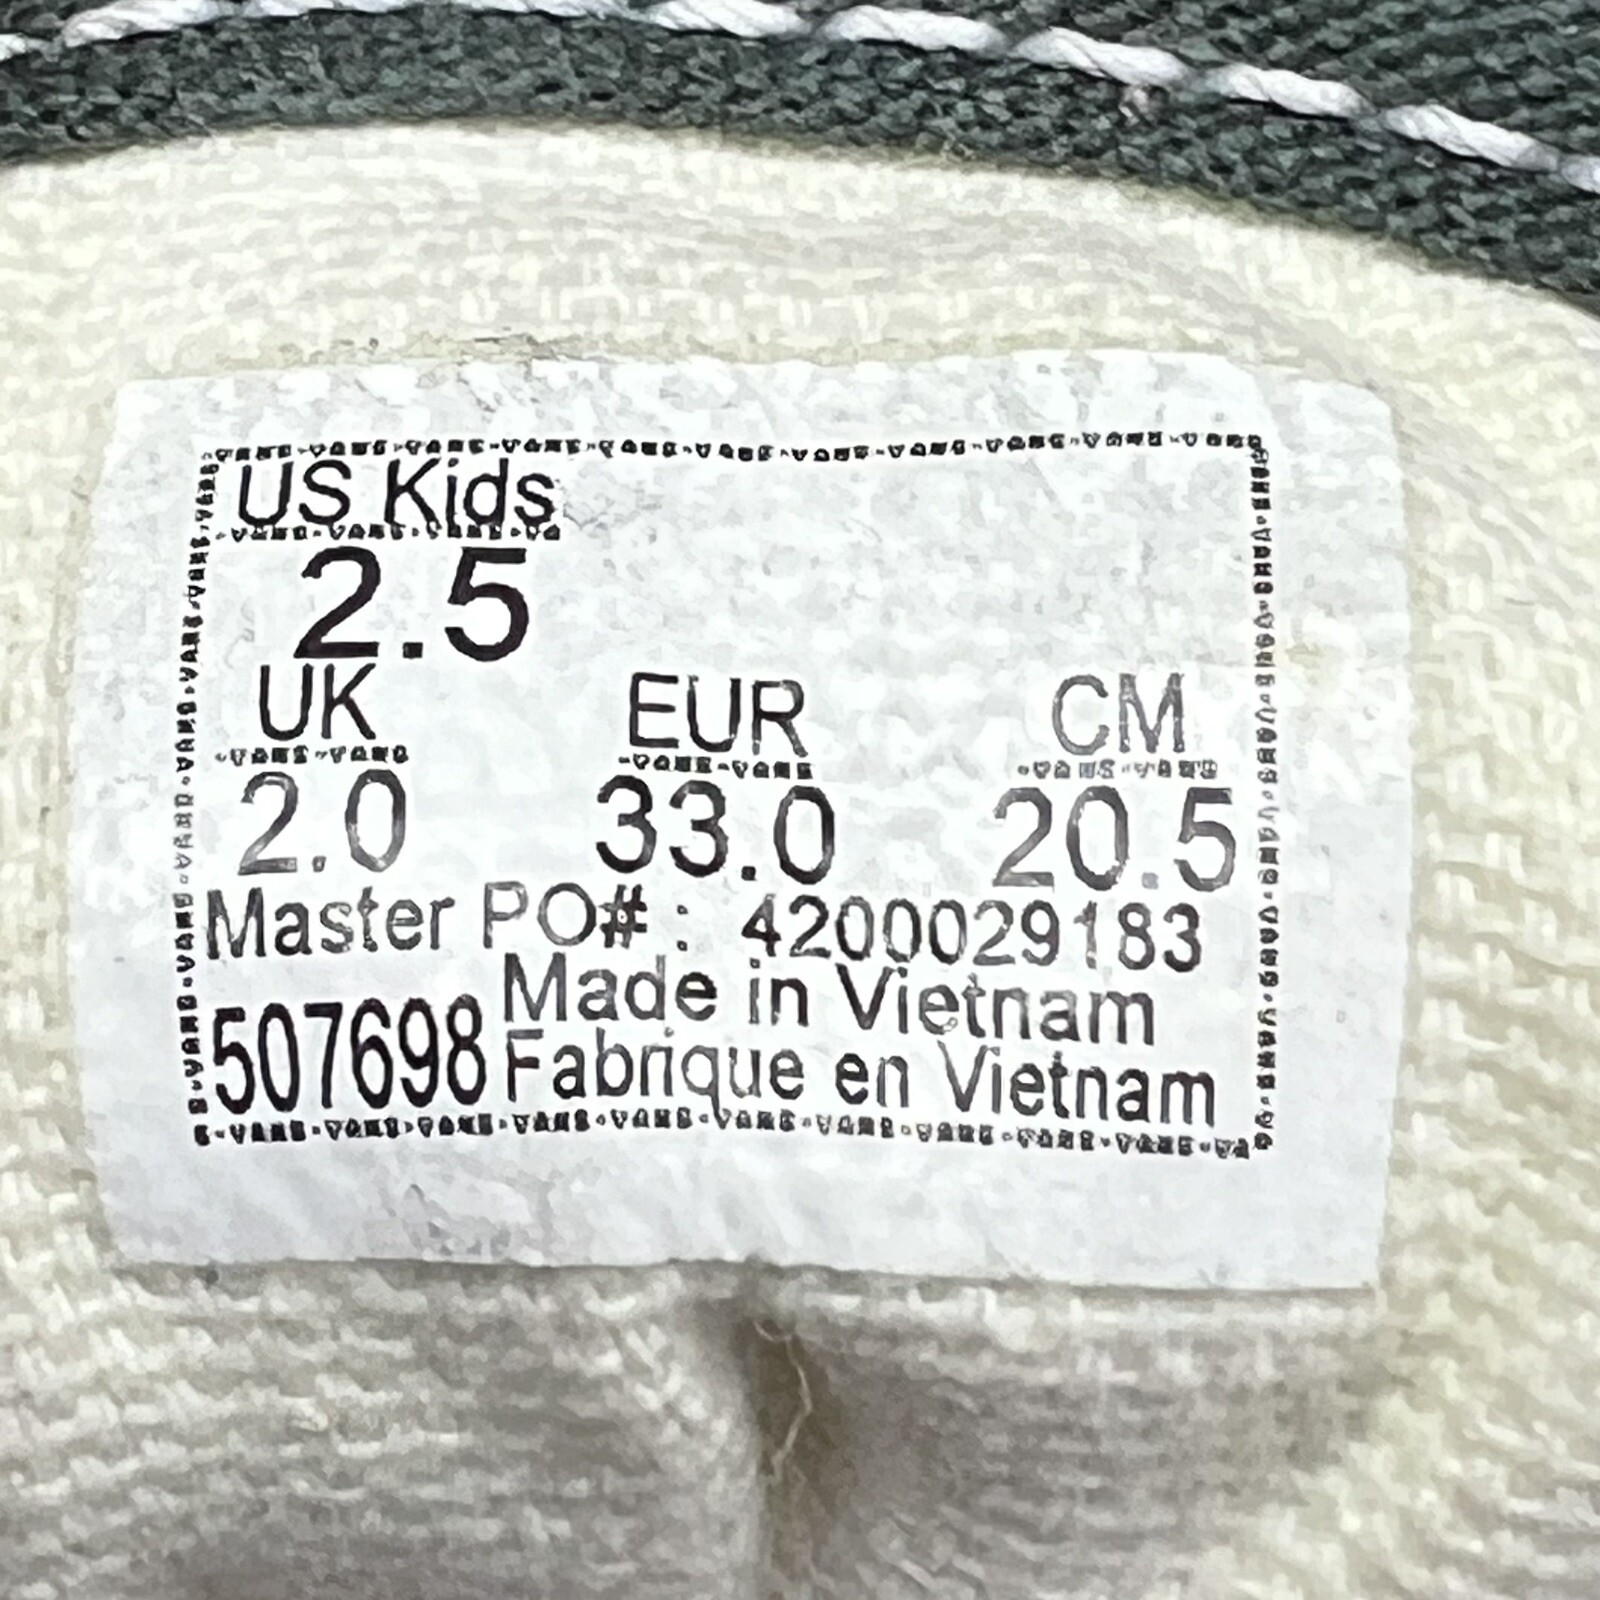 US Kids
2.5
UK EUR CM
2.0 33.0 20.5
Master PO# : 4200029183
Made in Vietnam
507698 Fabrique en Vietnam